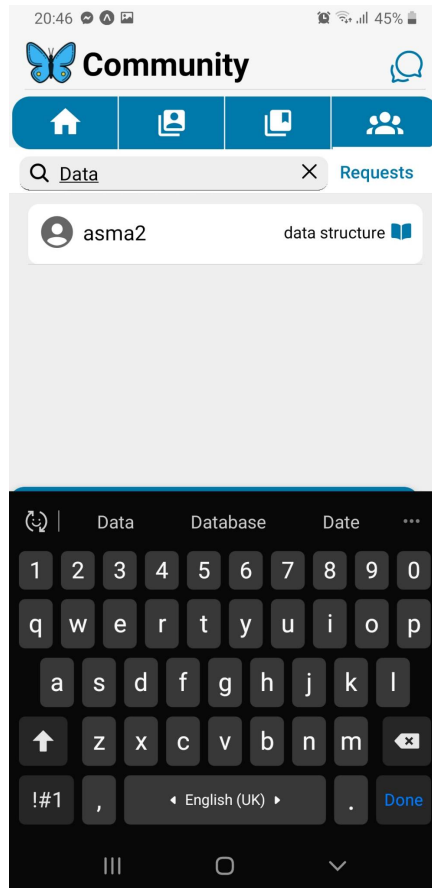 20:46 45%
Community
Data Requests
asma2 data structure
Data Database Date
1 2 3 4 5 6 7 8 9 0
q w e r t y u i o p
a s d f g h j k l
z x c v b n m
!#1 , English (UK) . Done